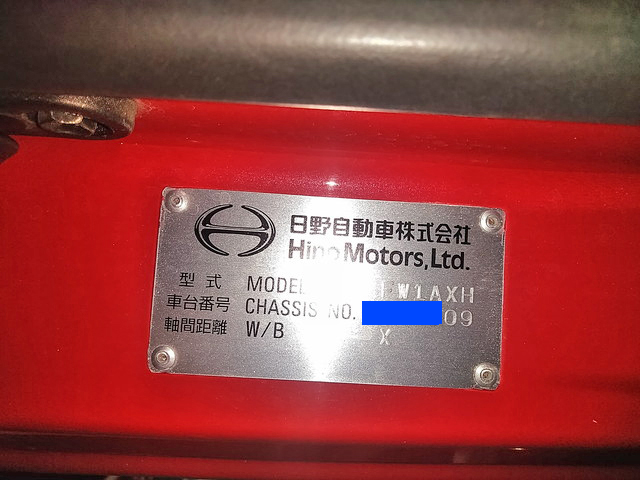 日野自動車株式会社
Hino Motors, Ltd.
型式 MODEL W1AXH
車台番号 CHASSIS NO. 09
軸間距離 W/B X